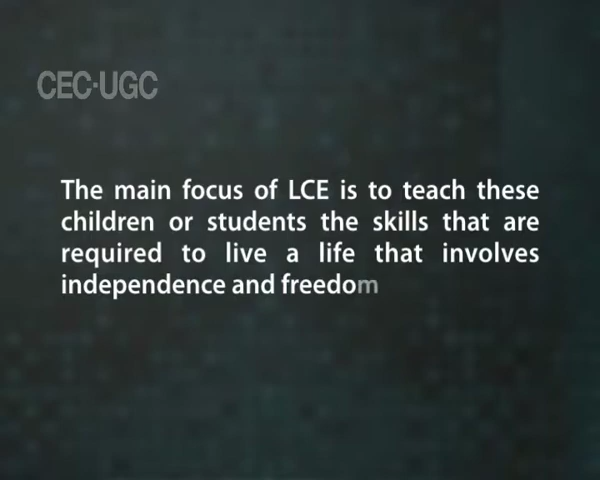 CEC-UGC
The main focus of LCE is to teach these
children or students the skills that are
required to live a life that involves
independence and freedom